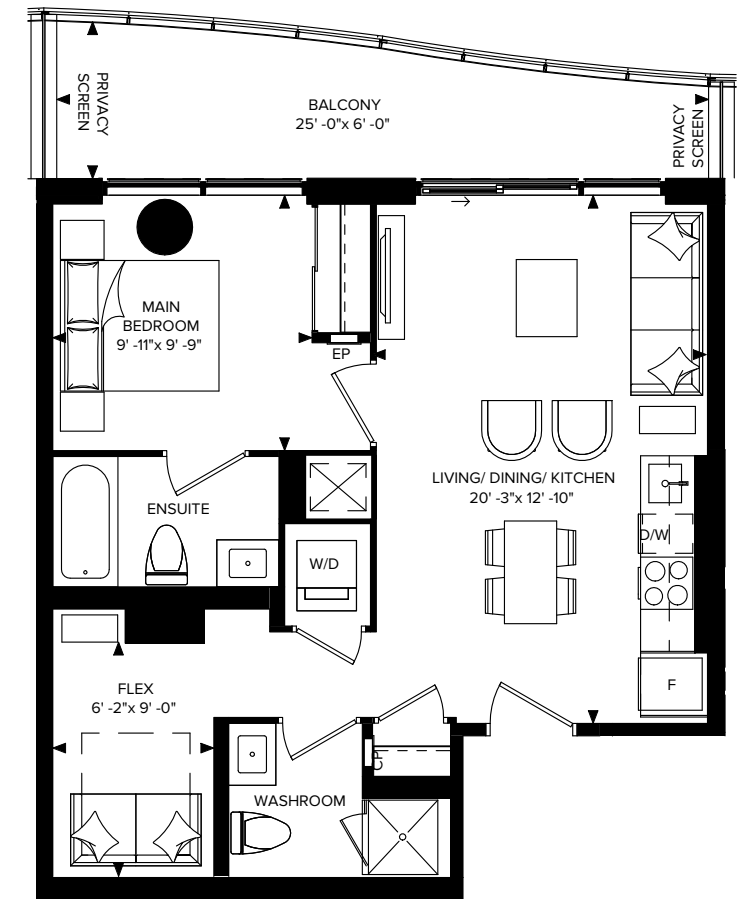 PRIVACY
SCREEN
BALCONY
25' -0"x 6' -0"
PRIVACY
SCREEN
MAIN
BEDROOM
9' -11"x 9' -9"
EP
LIVING/ DINING/ KITCHEN
20' -3"x 12' -10"
ENSUITE
D/W
W/D
F
FLEX
6' -2"x 9' -0"
CP
WASHROOM